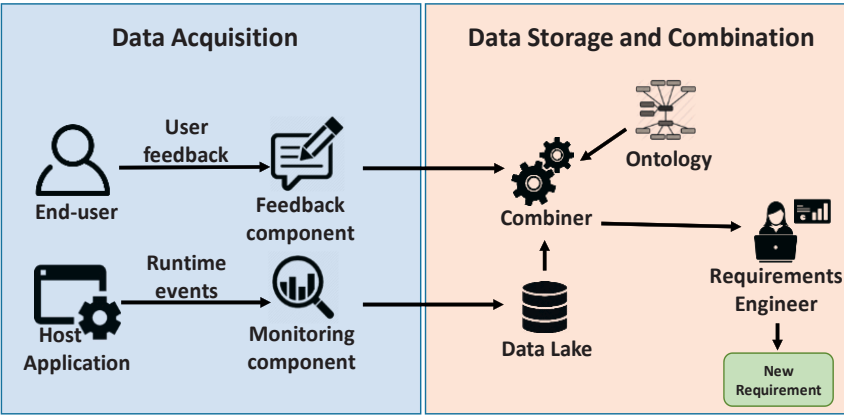 Data Acquisition
Data Storage and Combination
User
feedback
End-user
Feedback
component
Ontology
Combiner
Runtime
events
Host
Application
Monitoring
component
Data Lake
Requirements
Engineer
New
Requirement